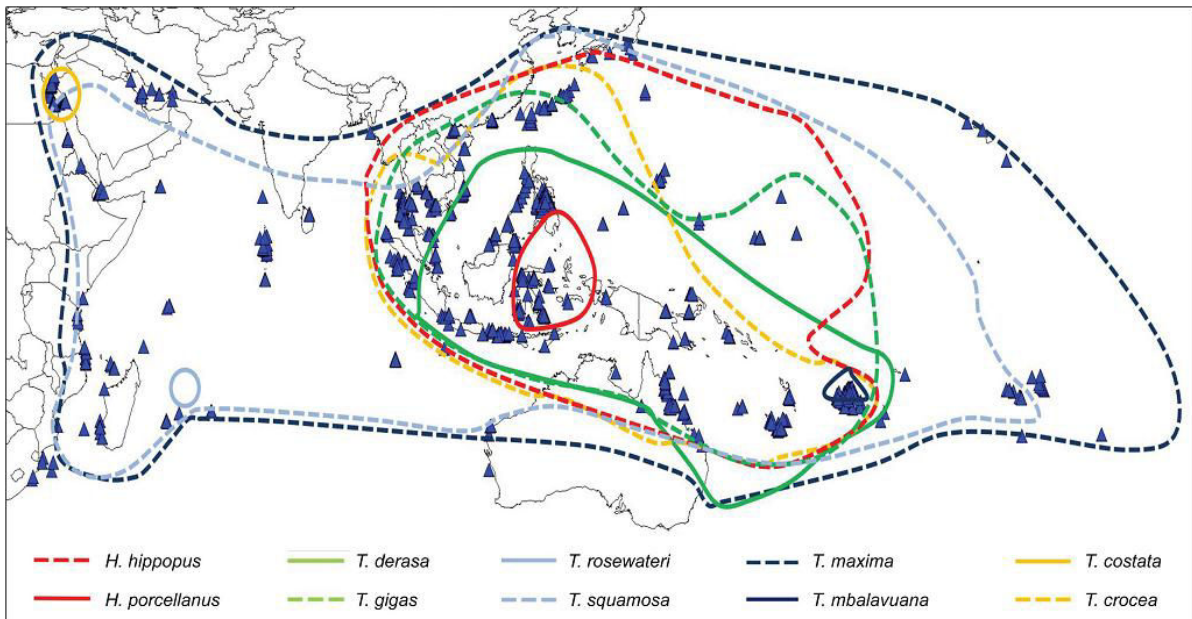 H. hippopus T. derasa T. rosewateri T. maxima T. costata
H. porcellanus T. gigas T. squamosa T. mbalavuana T. crocea